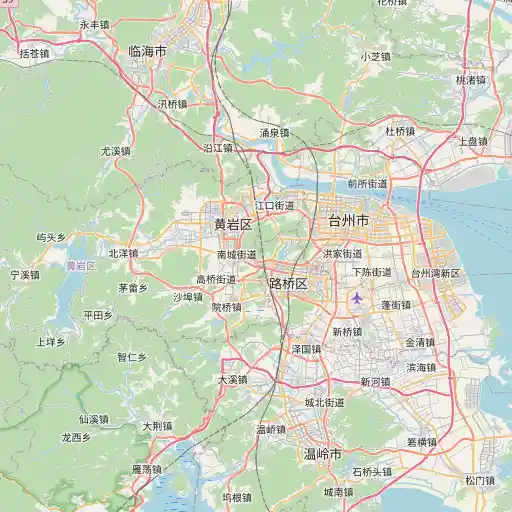 S9
花桥镇
永丰镇
括苍镇
临海市
小芝镇
桃渚镇
汛桥镇
涌泉镇
杜桥镇
上盘镇
尤溪镇
沿江镇
前所街道
江口街道
黄岩区
台州市
屿头乡
北洋镇
南城街道
洪家街道
黄岩区
宁溪镇
高桥街道
下陈街道
台州湾新区
茅畲乡
沙埠镇
路桥区
院桥镇
蓬街镇
平田乡
新桥镇
上垟乡
智仁乡
泽国镇
金清镇
滨海镇
大溪镇
新河镇
仙溪镇
大荆镇
城北街道
龙西乡
温峤镇
箬横镇
温岭市
雁荡镇
石桥头镇
松门镇
坞根镇
城南镇